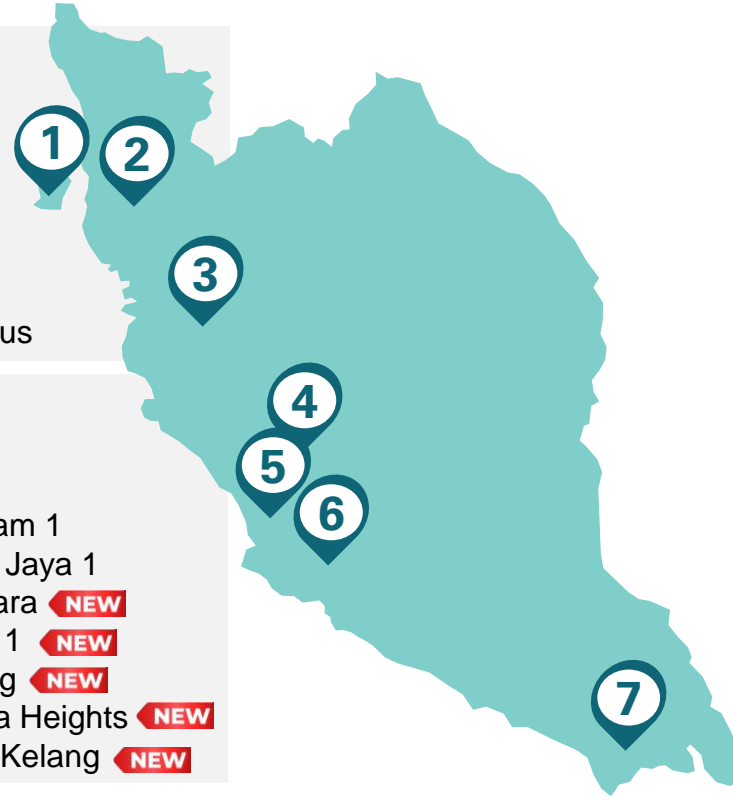 1
2
3
us
4
5
6
am 1
Jaya 1
ara NEW
1 NEW
g NEW
a Heights NEW
Kelang NEW
7